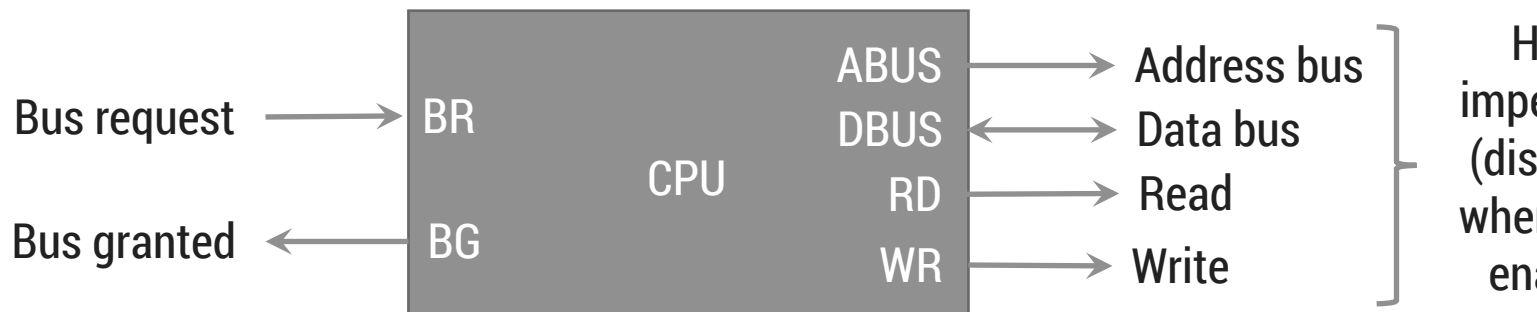 Bus request
Bus granted
BR
BG
CPU
ABUS
DBUS
RD
WR
Address bus
Data bus
Read
Write